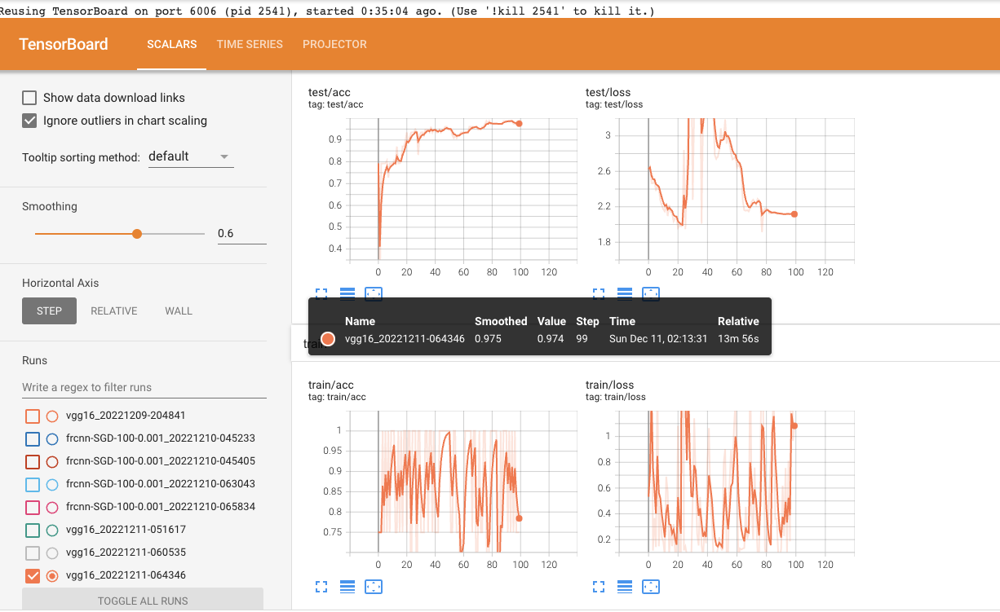 Reusing TensorBoard on port 6006 (pid 2541), started 0:35:04 ago. (Use '!kill 2541' to kill it.)
TensorBoard SCALARS TIME SERIES PROJECTOR
Show data download links
Ignore outliers in chart scaling
Tooltip sorting method: default
Smoothing
0.6
Horizontal Axis
STEP RELATIVE WALL
Runs
Write a regex to filter runs
vgg16_20221209-204841
frcnn-SGD-100-0.001_20221210-045233
frcnn-SGD-100-0.001_20221210-045405
frcnn-SGD-100-0.001_20221210-063043
frcnn-SGD-100-0.001_20221210-065834
vgg16_20221211-051617
vgg16_20221211-060535
vgg16_20221211-064346
TOGGLE ALL RUNS
test/acc
tag: test/acc
0.9
0.8
0.7
0.6
0.5
0.4
0 20 40 60 80 100 120
test/loss
tag: test/loss
3
2.6
2.2
1.8
0 20 40 60 80 100 120
Name Smoothed Value Step Time Relative
vgg16_20221211-064346 0.975 0.974 99 Sun Dec 11, 02:13:31 13m 56s
train/acc
tag: train/acc
1
0.95
0.9
0.85
0.8
0.75
0 20 40 60 80 100 120
train/loss
tag: train/loss
1
0.8
0.6
0.4
0.2
0 20 40 60 80 100 120